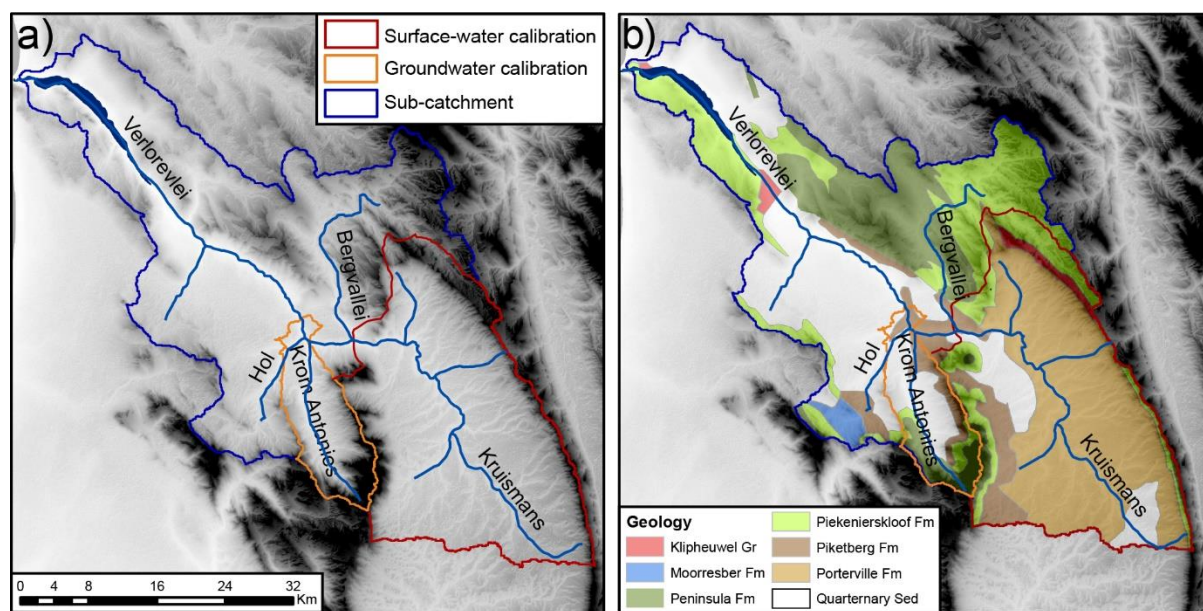 a)
Surface-water calibration
Groundwater calibration
Sub-catchment
Verlorevlei
Bergvallei
Hol
Krom Antonies
Kruismans
0 4 8 16 24 32
Km
b)
Verlorevlei
Bergvallei
Hol
Krom Antonies
Kruismans
Geology
Klipheuwel Gr
Moorresber Fm
Peninsula Fm
Piekenierskloof Fm
Piketberg Fm
Porterville Fm
Quarternary Sed